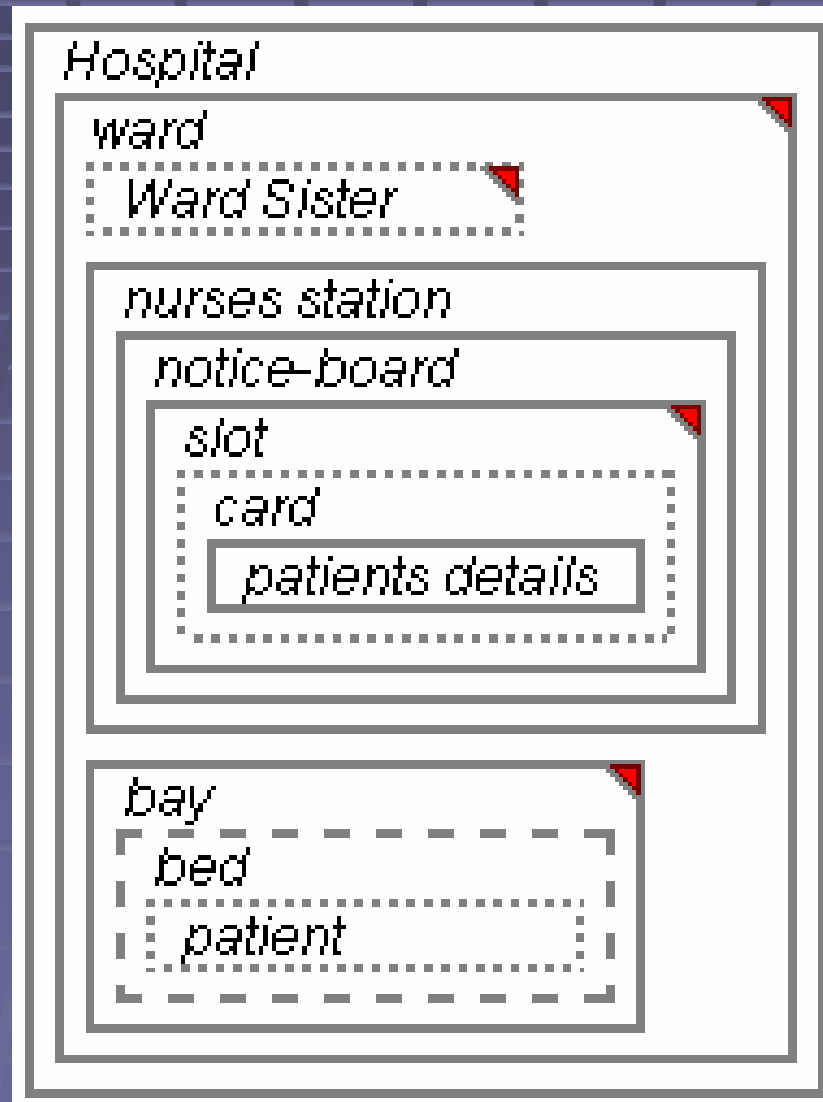 Hospital
ward
Ward Sister
nurses station
notice-board
slot
card
patients details
bay
bed
patient